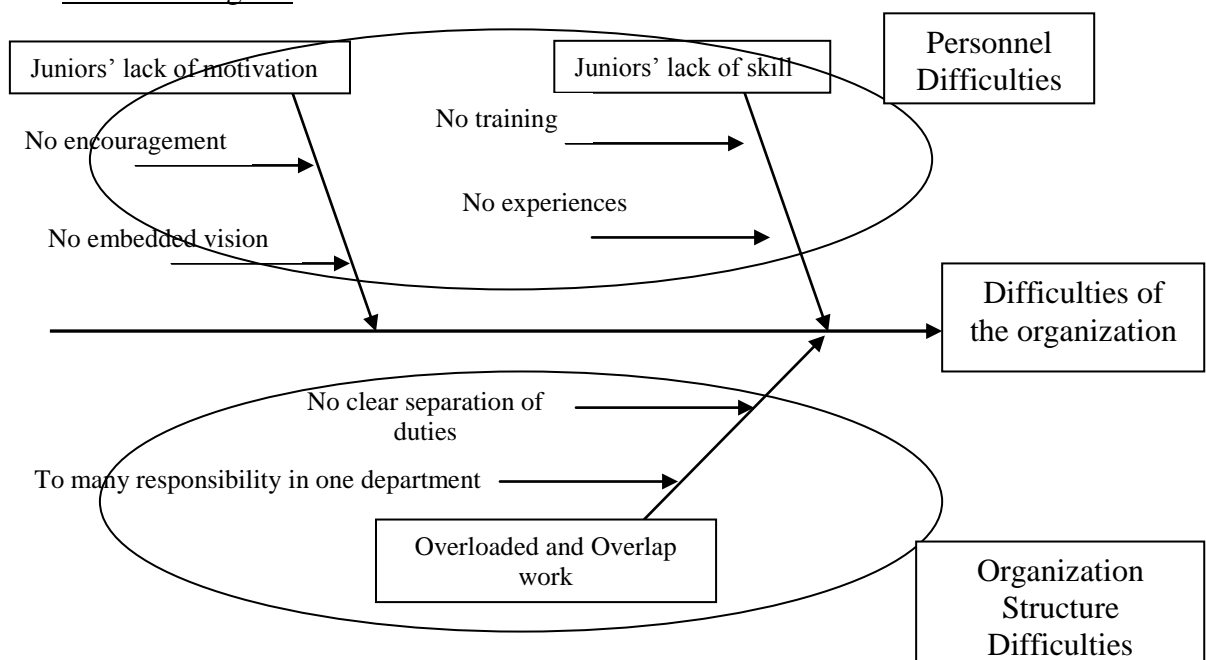 Personnel
Difficulties
Juniors’ lack of motivation
Juniors’ lack of skill
No training
No encouragement
No experiences
No embedded vision
Difficulties of
the organization
No clear separation of
duties
To many responsibility in one department
Overloaded and Overlap
work
Organization
Structure
Difficulties